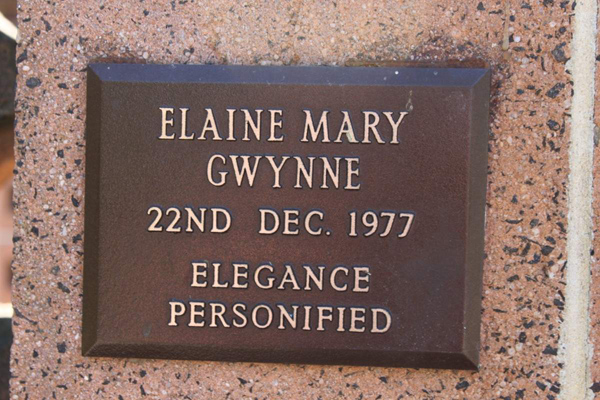 ELAINE MARY
GWYNNE
22ND DEC. 1977
ELEGANCE
PERSONIFIED